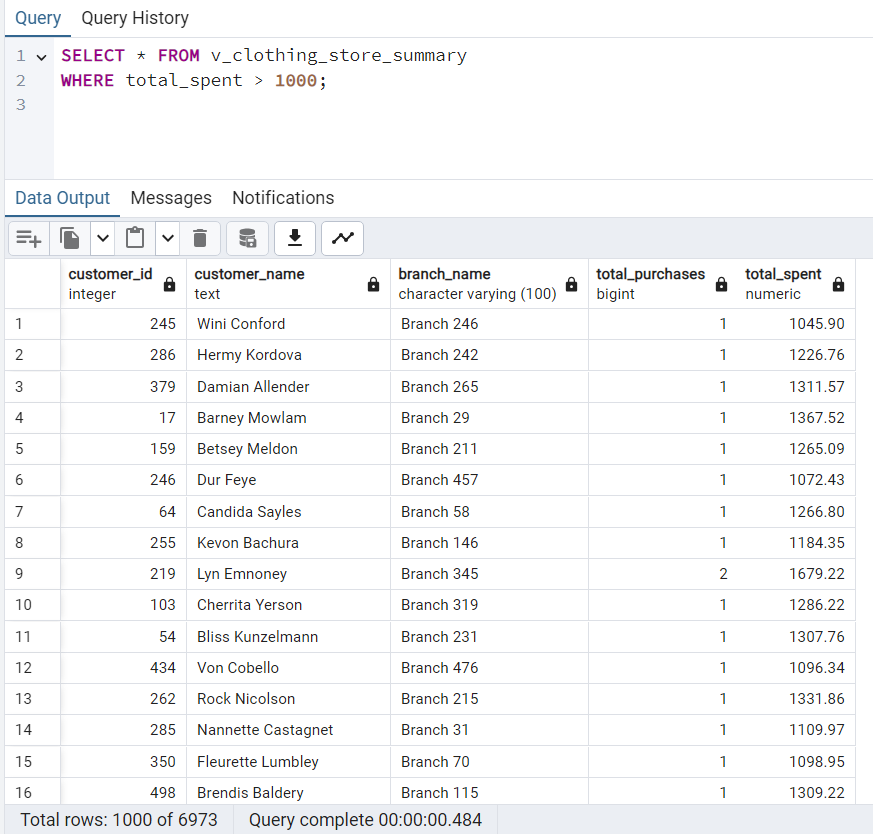 Query Query History
1 SELECT * FROM v_clothing_store_summary
2 WHERE total_spent > 1000;
3
Data Output Messages Notifications
customer_id customer_name branch_name total_purchases total_spent
integer text character varying (100) bigint numeric
1 245 Wini Conford Branch 246 1 1045.90
2 286 Hermy Kordova Branch 242 1 1226.76
3 379 Damian Allender Branch 265 1 1311.57
4 17 Barney Mowlam Branch 29 1 1367.52
5 159 Betsey Meldon Branch 211 1 1265.09
6 246 Dur Feye Branch 457 1 1072.43
7 64 Candida Sayles Branch 58 1 1266.80
8 255 Kevon Bachura Branch 146 1 1184.35
9 219 Lyn Emnoney Branch 345 2 1679.22
10 103 Cherrita Yerson Branch 319 1 1286.22
11 54 Bliss Kunzelmann Branch 231 1 1307.76
12 434 Von Cobello Branch 476 1 1096.34
13 262 Rock Nicolson Branch 215 1 1331.86
14 285 Nannette Castagnet Branch 31 1 1109.97
15 350 Fleurette Lumbley Branch 70 1 1098.95
16 498 Brendis Baldery Branch 115 1 1309.22
Total rows: 1000 of 6973 Query complete 00:00:00.484